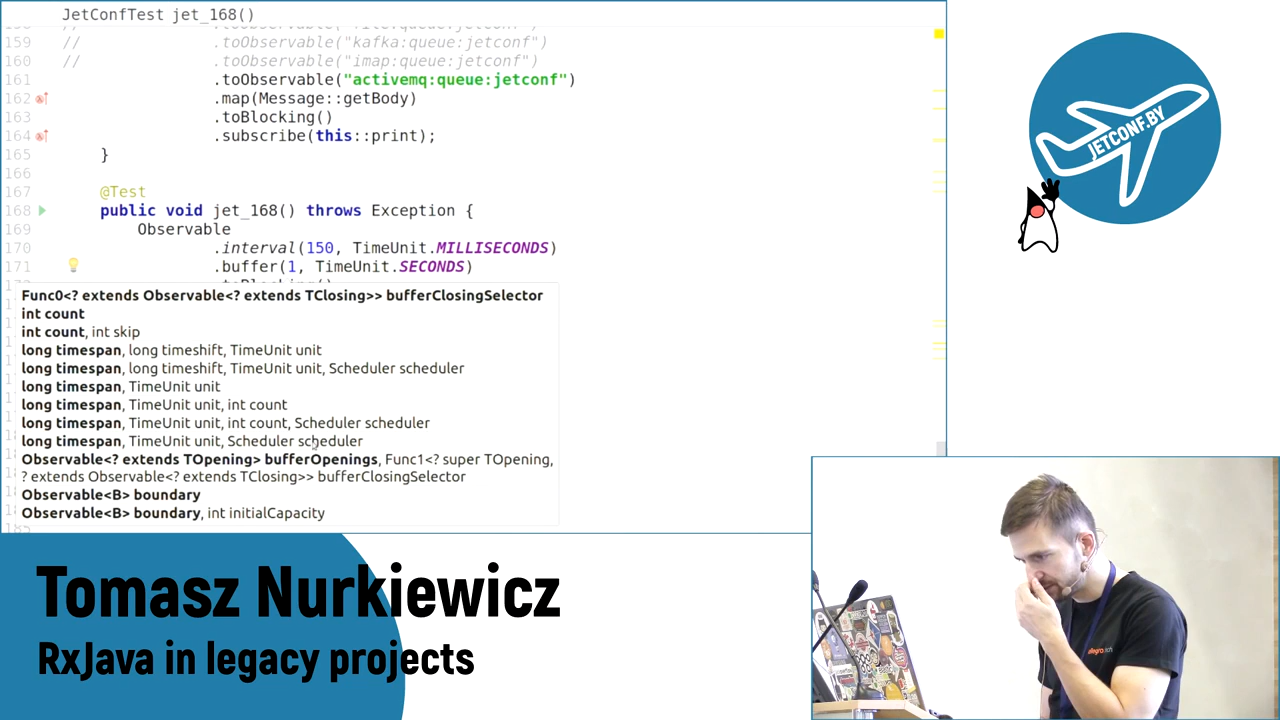 JetConfTest jet_168()
159 // .toObservable("kafka:queue:jetconf")
160 // .toObservable("imap:queue:jetconf")
161 .toObservable("activemq:queue:jetconf")
162 .map(Message::getBody)
163 .toBlocking()
164 .subscribe(this::print);
165 }
166
167 @Test
168 public void jet_168() throws Exception {
169 Observable
170 .interval(150, TimeUnit.MILLISECONDS)
171 .buffer(1, TimeUnit.SECONDS)
Func0<? extends Observable<? extends TClosing>> bufferClosingSelector
int count
int count, int skip
long timespan, long timeshift, TimeUnit unit
long timespan, long timeshift, TimeUnit unit, Scheduler scheduler
long timespan, TimeUnit unit
long timespan, TimeUnit unit, int count
long timespan, TimeUnit unit, int count, Scheduler scheduler
long timespan, TimeUnit unit, Scheduler scheduler
Observable<? extends TOpening> bufferOpenings, Func1<? super TOpening,
? extends Observable<? extends TClosing>> bufferClosingSelector
Observable<B> boundary
Observable<B> boundary, int initialCapacity
JETCONF.BY
Tomasz Nurkiewicz
RxJava in legacy projects